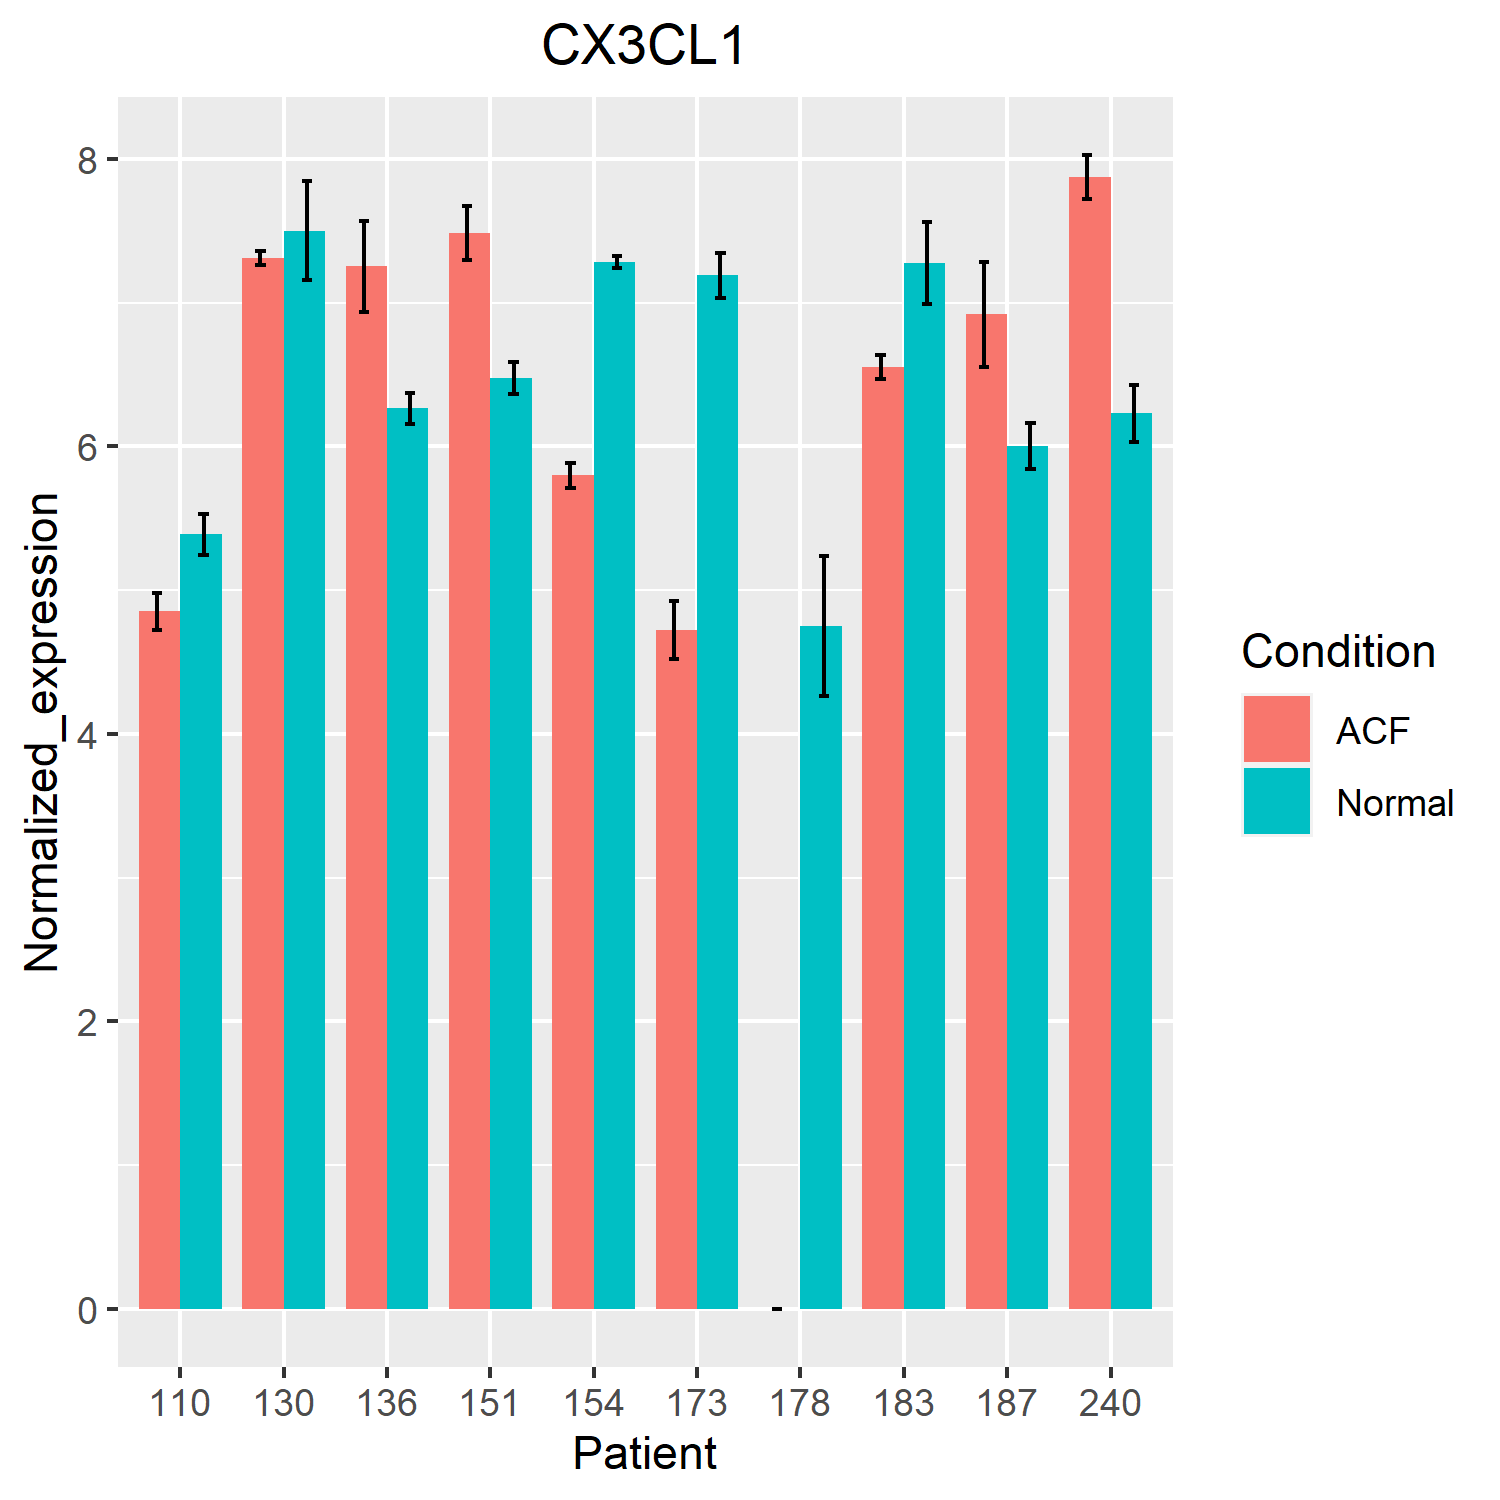 CX3CL1
8
6
4
2
0
Normalized_expression
110 130 136 151 154 173 178 183 187 240
Patient
Condition
ACF
Normal